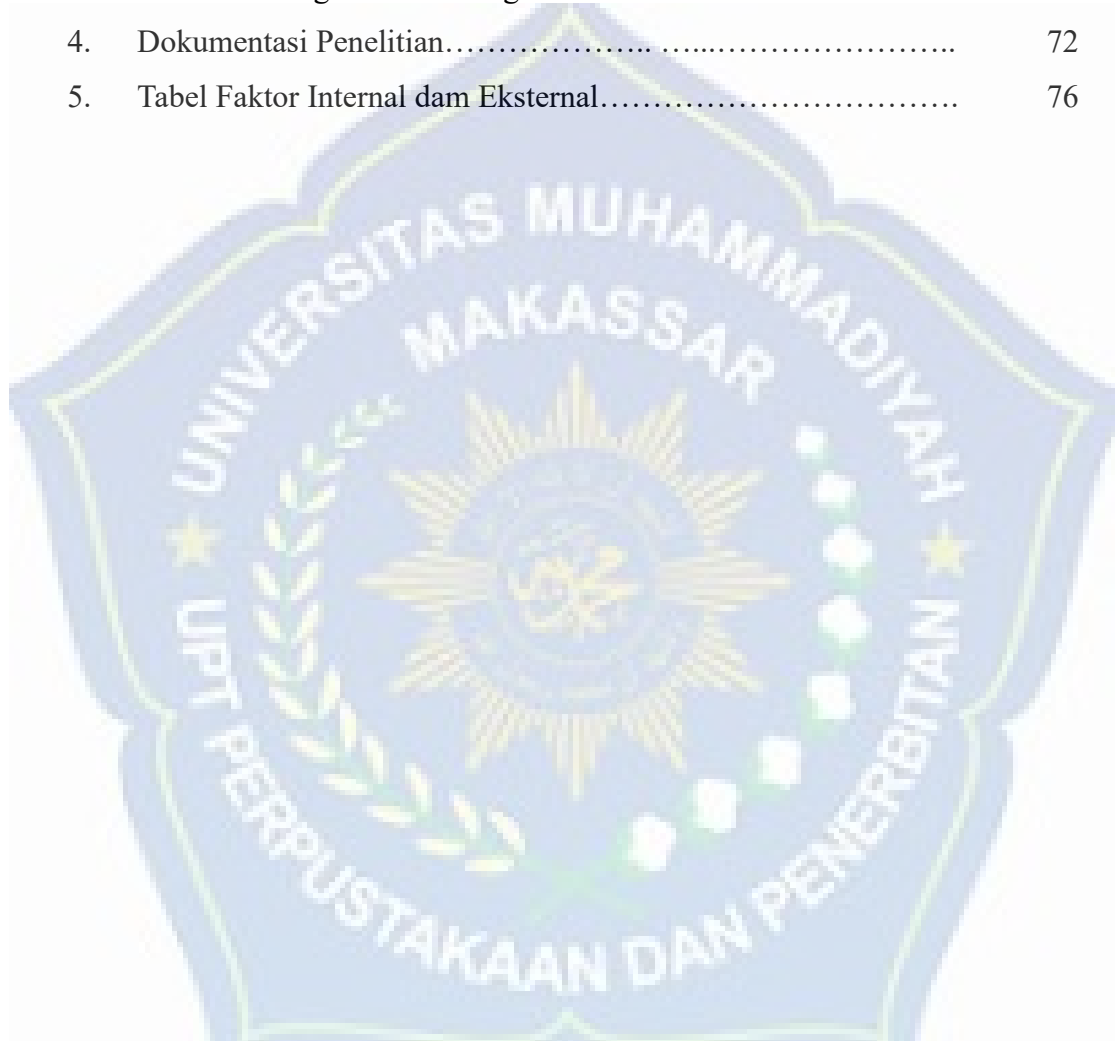 4. Dokumentasi Penelitian……………….. …...………………….. 72
5. Tabel Faktor Internal dam Eksternal……………………………. 76
UNIVERSITAS MUHAMMADIYAH
MAKASSAR
UPT PERPUSTAKAAN DAN PENERBITAN